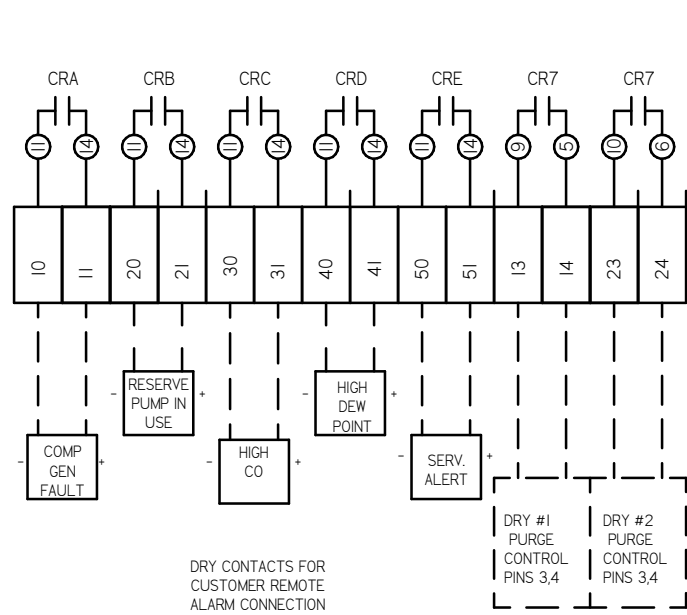 CRA CRB CRC CRD CRE CR7 CR7
11 14 11 14 11 14 11 14 11 14 9 5 10 6
10 11 20 21 30 31 40 41 50 51 13 14 23 24
- RESERVE +
PUMP IN
USE
- HIGH +
DEW
POINT
- COMP +
GEN
FAULT
- HIGH +
CO
- SERV. +
ALERT
DRY #1
PURGE
CONTROL
PINS 3,4
DRY #2
PURGE
CONTROL
PINS 3,4
DRY CONTACTS FOR
CUSTOMER REMOTE
ALARM CONNECTION